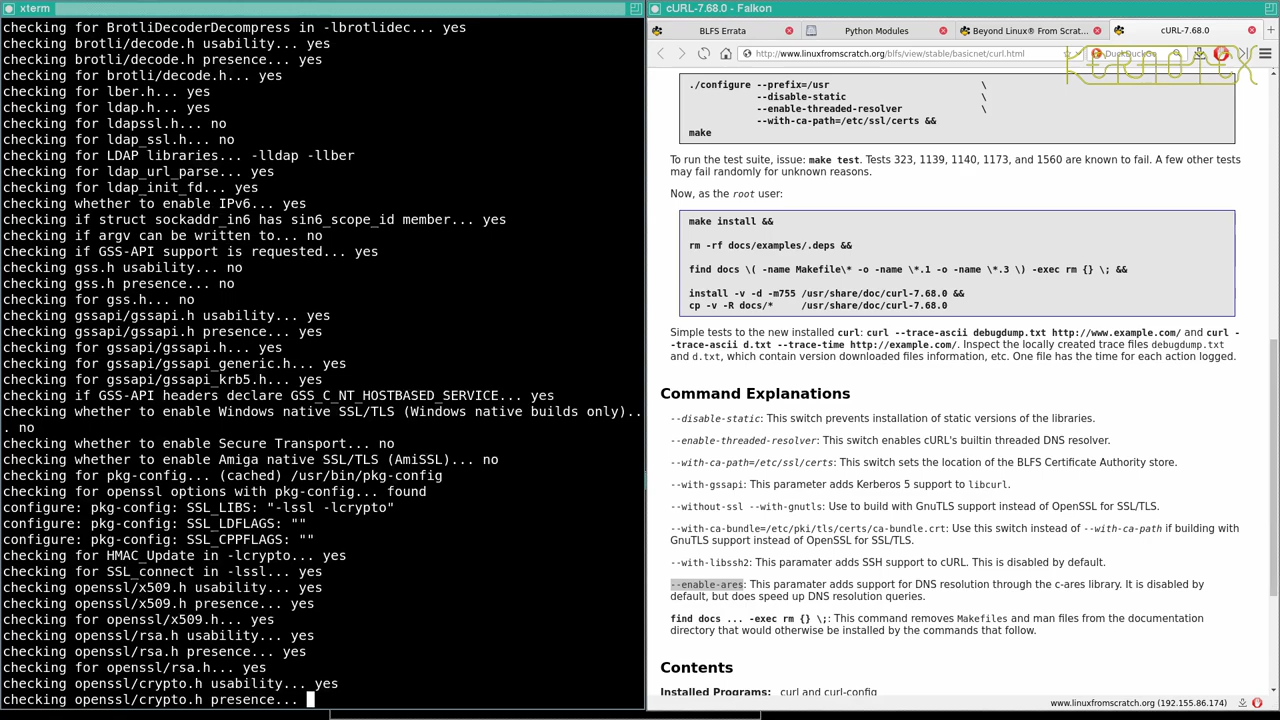 xterm
checking for BrotliDecoderDecompress in -lbrotlidec... yes
checking brotli/decode.h usability... yes
checking brotli/decode.h presence... yes
checking for brotli/decode.h... yes
checking for lber.h... yes
checking for ldap.h... yes
checking for ldapssl.h... no
checking for ldap_ssl.h... no
checking for LDAP libraries... -lldap -llber
checking for ldap_url_parse... yes
checking for ldap_init_fd... yes
checking whether to enable IPv6... yes
checking if struct sockaddr_in6 has sin6_scope_id member... yes
checking if argv can be written to... no
checking if GSS-API support is requested... yes
checking gss.h usability... no
checking gss.h presence... no
checking for gss.h... no
checking gssapi/gssapi.h usability... yes
checking gssapi/gssapi.h presence... yes
checking for gssapi/gssapi.h... yes
checking for gssapi/gssapi_generic.h... yes
checking for gssapi/gssapi_krb5.h... yes
checking if GSS-API headers declare GSS_C_NT_HOSTBASED_SERVICE... yes
checking whether to enable Windows native SSL/TLS (Windows native builds only)..
. no
checking whether to enable Secure Transport... no
checking whether to enable Amiga native SSL/TLS (AmiSSL)... no
checking for pkg-config... (cached) /usr/bin/pkg-config
checking for openssl options with pkg-config... found
configure: pkg-config: SSL_LIBS: "-lssl -lcrypto"
configure: pkg-config: SSL_LDFLAGS: ""
configure: pkg-config: SSL_CPPFLAGS: ""
checking for HMAC_Update in -lcrypto... yes
checking for SSL_connect in -lssl... yes
checking openssl/x509.h usability... yes
checking openssl/x509.h presence... yes
checking for openssl/x509.h... yes
checking openssl/rsa.h usability... yes
checking openssl/rsa.h presence... yes
checking for openssl/rsa.h... yes
checking openssl/crypto.h usability... yes
checking openssl/crypto.h presence...
cURL-7.68.0 - Falkon
BLFS Errata
Python Modules
Beyond Linux® From Scrat...
cURL-7.68.0
http://www.linuxfromscratch.org/blfs/view/stable/basicnet/curl.html
DuckDuckGo
KERNOTEX
./configure --prefix=/usr \
--disable-static \
--enable-threaded-resolver \
--with-ca-path=/etc/ssl/certs &&
make
To run the test suite, issue: make test. Tests 323, 1139, 1140, 1173, and 1560 are known to fail. A few other tests
may fail randomly for unknown reasons.
Now, as the root user:
make install &&
rm -rf docs/examples/.deps &&
find docs \( -name Makefile\* -o -name \*.1 -o -name \*.3 \) -exec rm {} \; &&
install -v -d -m755 /usr/share/doc/curl-7.68.0 &&
cp -v -R docs/* /usr/share/doc/curl-7.68.0
Simple tests to the new installed curl: curl --trace-ascii debugdump.txt http://www.example.com/ and curl -
-trace-ascii d.txt --trace-time http://example.com/. Inspect the locally created trace files debugdump.txt
and d.txt, which contain version downloaded files information, etc. One file has the time for each action logged.
Command Explanations
--disable-static: This switch prevents installation of static versions of the libraries.
--enable-threaded-resolver: This switch enables cURL's builtin threaded DNS resolver.
--with-ca-path=/etc/ssl/certs: This switch sets the location of the BLFS Certificate Authority store.
--with-gssapi: This parameter adds Kerberos 5 support to libcurl.
--without-ssl --with-gnutls: Use to build with GnuTLS support instead of OpenSSL for SSL/TLS.
--with-ca-bundle=/etc/pki/tls/certs/ca-bundle.crt: Use this switch instead of --with-ca-path if building with
GnuTLS support instead of OpenSSL for SSL/TLS.
--with-libssh2: This paramater adds SSH support to cURL. This is disabled by default.
--enable-ares: This paramater adds support for DNS resolution through the c-ares library. It is disabled by
default, but does speed up DNS resolution queries.
find docs ... -exec rm {} \;: This command removes Makefiles and man files from the documentation
directory that would otherwise be installed by the commands that follow.
Contents
Installed Programs: curl and curl-config
www.linuxfromscratch.org (192.155.86.174)